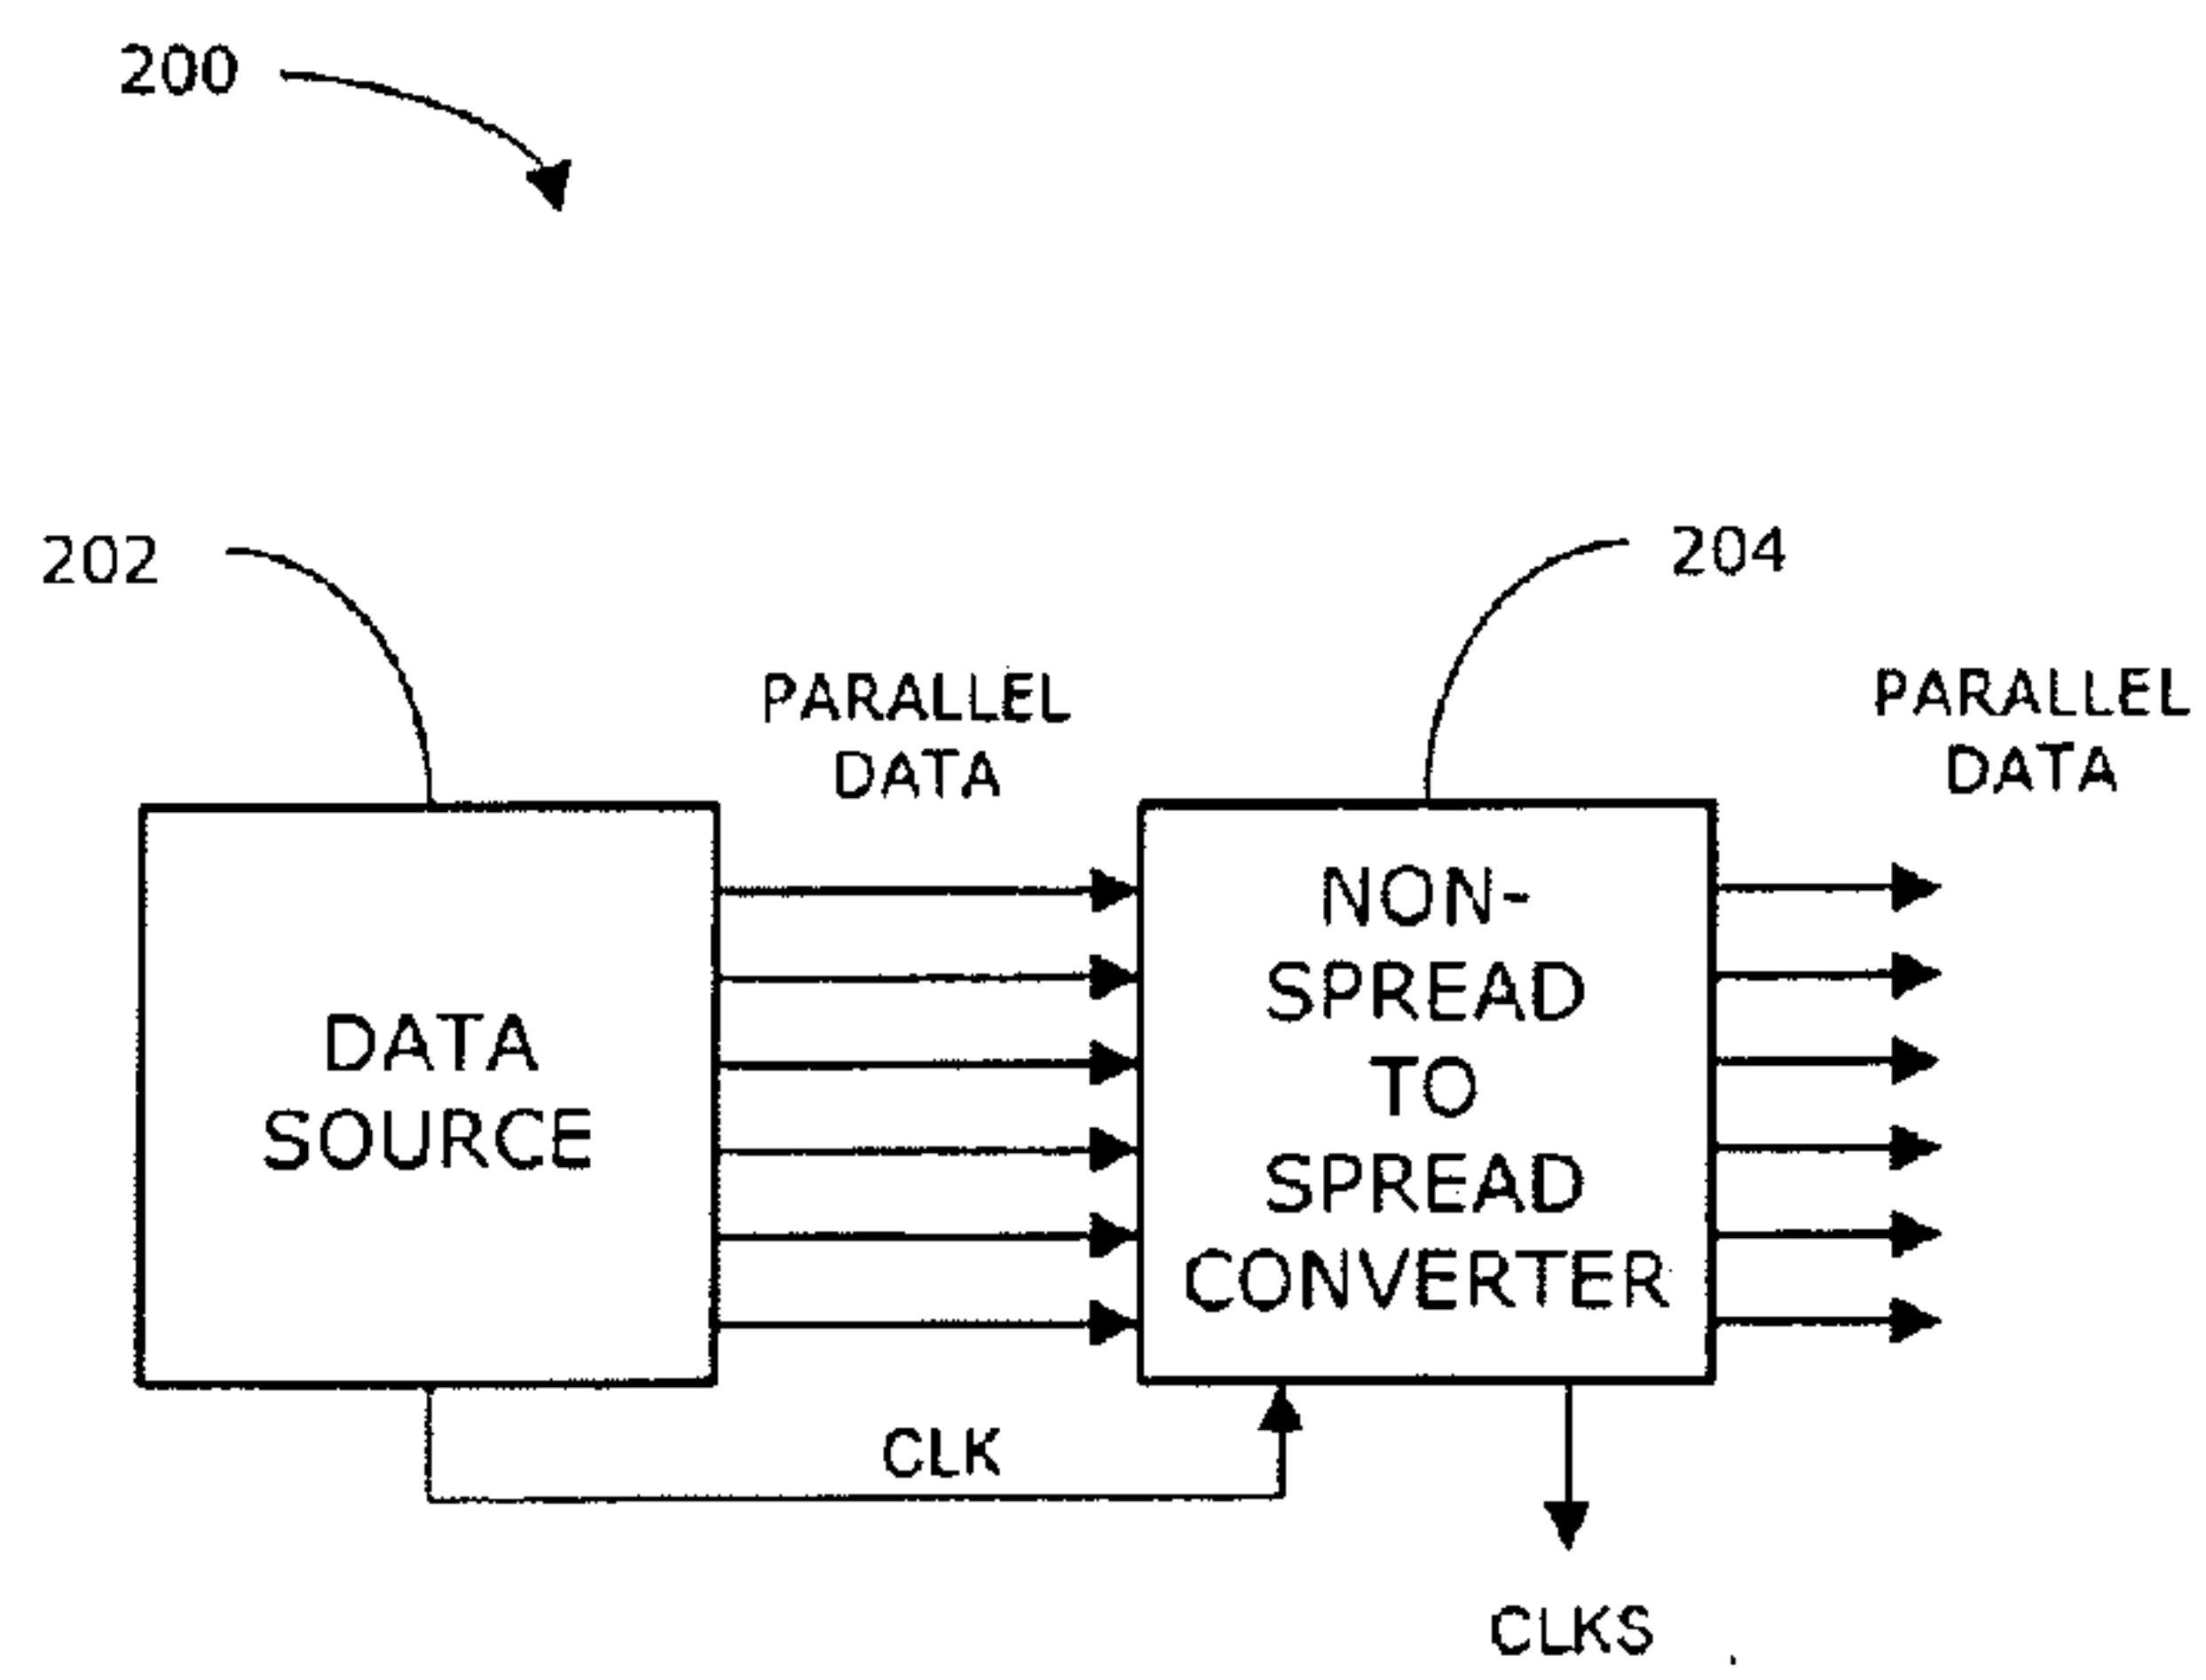 200
202
204
PARALLEL
DATA
PARALLEL
DATA
DATA
SOURCE
NON-
SPREAD
TO
SPREAD
CONVERTER
CLK
CLKS